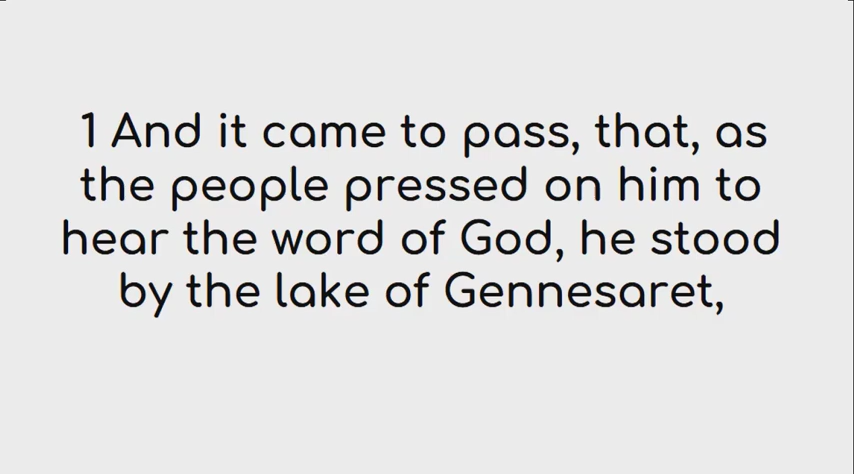 1 And it came to pass, that, as
the people pressed on him to
hear the word of God, he stood
by the lake of Gennesaret,